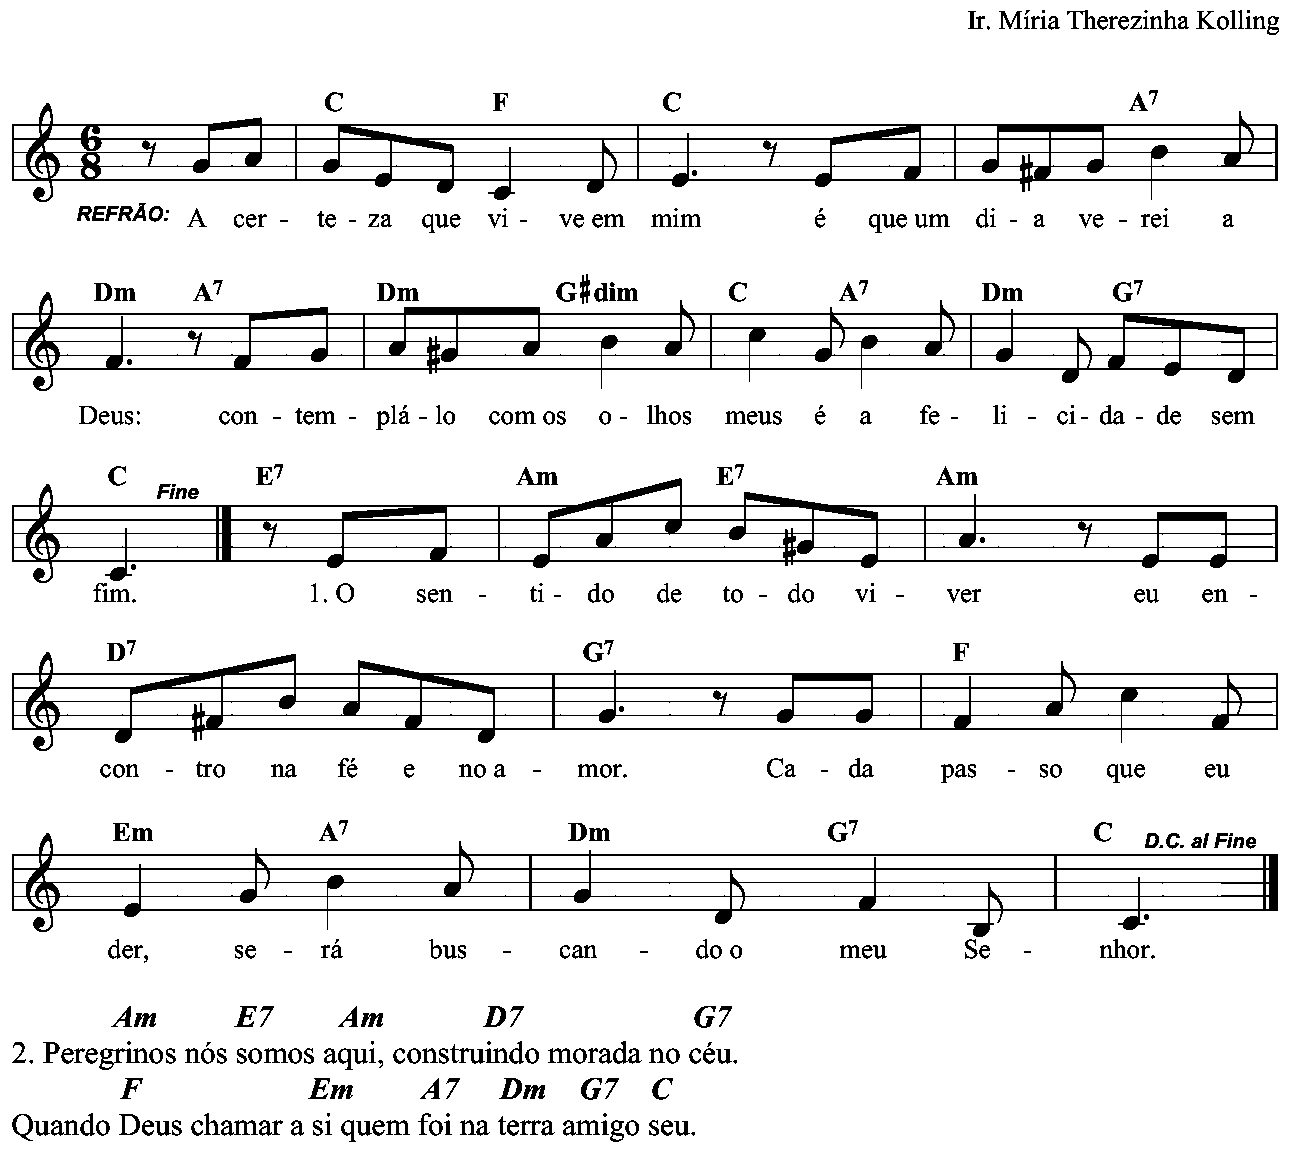 Ir. Míria Therezinha Kolling
C F C A7
6
8
REFRÃO: A cer- te- za que vi- ve em mim é que um di- a ve- rei a
Dm A7 Dm G#dim C A7 Dm G7
Deus: con- tem- plá- lo com os o- lhos meus é a fe- li- ci- da- de sem
C Fine E7 Am E7 Am
fim. 1. O sen- ti- do de to- do vi- ver eu en-
D7 G7 F
con- tro na fé e no a- mor. Ca- da pas- so que eu
Em A7 Dm G7 C D.C. al Fine
der, se- rá bus- can- do o meu Se- nhor.
Am E7 Am D7 G7
2. Peregrinos nós somos aqui, construindo morada no céu.
F Em A7 Dm G7 C
Quando Deus chamar a si quem foi na terra amigo seu.